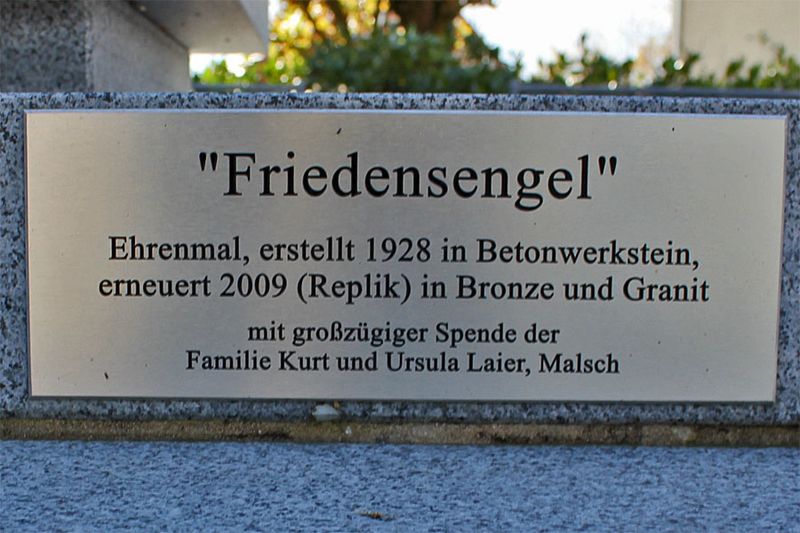 "Friedensengel"
Ehrenmal, erstellt 1928 in Betonwerkstein,
erneuert 2009 (Replik) in Bronze und Granit
mit großzügiger Spende der
Familie Kurt und Ursula Laier, Malsch